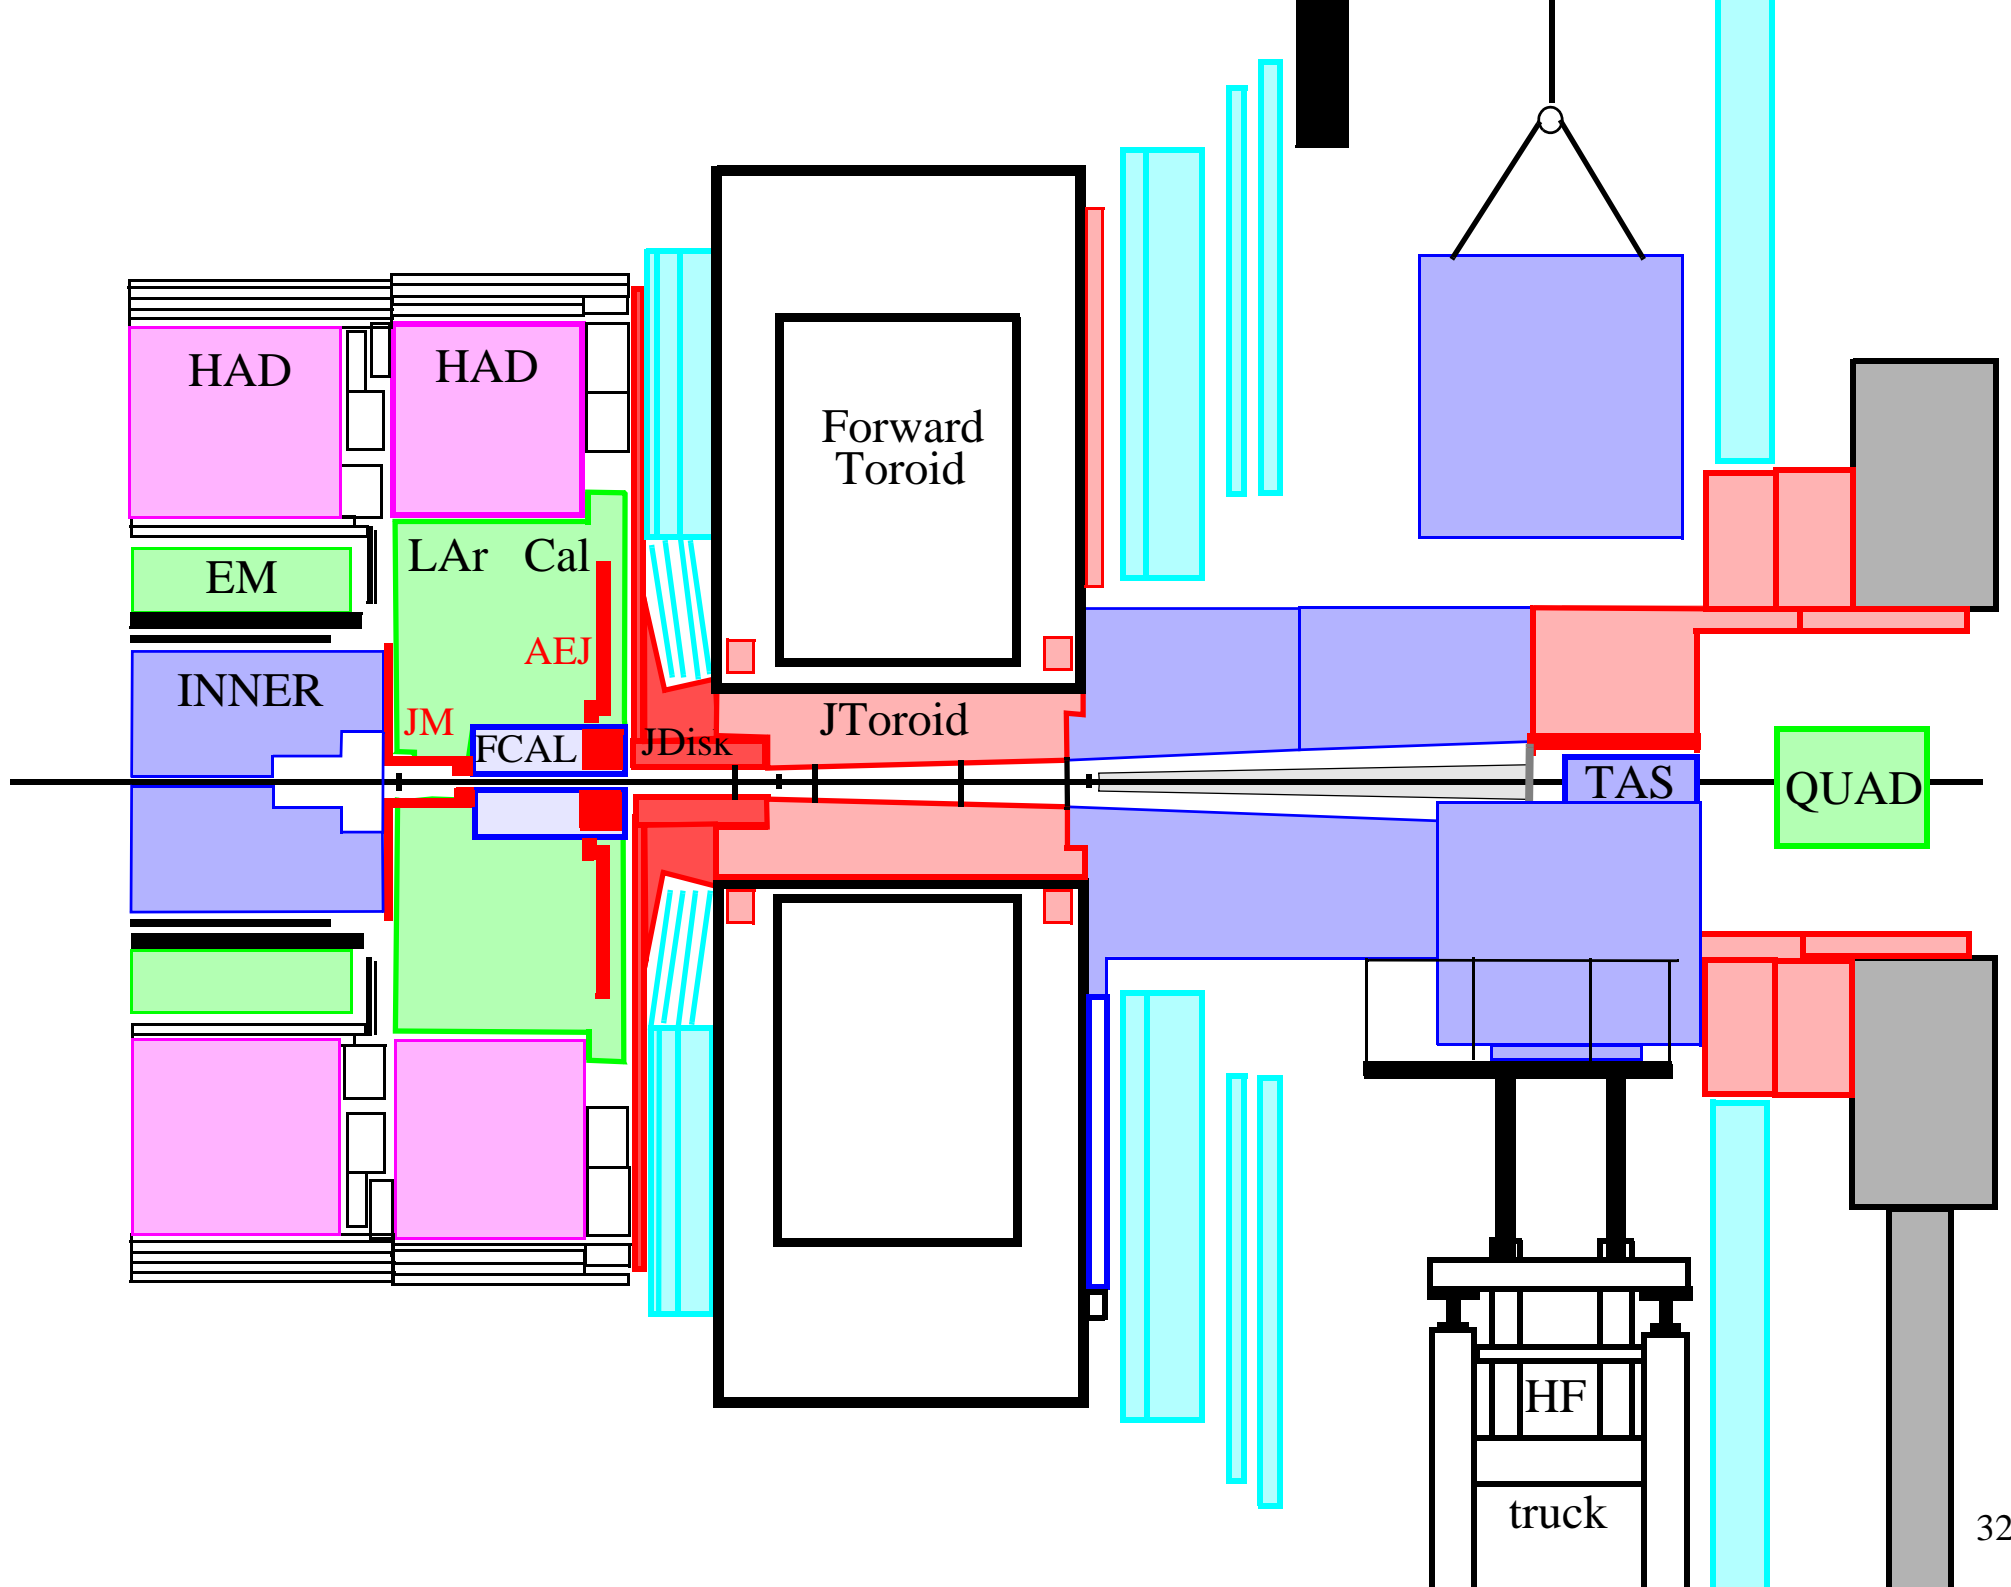 HAD
HAD
Forward
Toroid
LAr Cal
EM
AEJ
INNER
JM
JToroid
FCAL
JDisk
TAS
QUAD
HF
truck
32